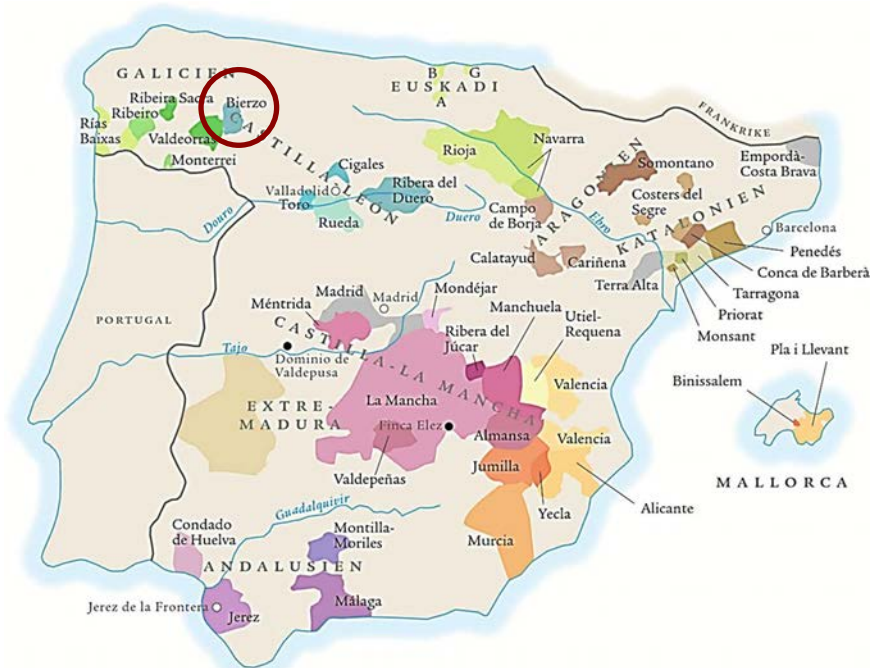 GALICIEN
Ribeira Sacra
Ribeiro
Rías
Baixas
Valdeorras
Monterrei
Bierzo
CASTILLA-LEÓN
Cigales
Valladolid
Toro
Rueda
Ribera del
Duero
Douro
Duero
B
G
A
EUSKADI
Rioja
Navarra
FRANKRIKE
ARAGONIEN
Campo
de Borja
Calatayud
Cariñena
Ebro
Somontano
Costers del
Segre
KATALONIEN
Empordà-
Costa Brava
Barcelona
Penedés
Conca de Barberà
Tarragona
Priorat
Monsant
Terra Alta
PORTUGAL
Madrid
Madrid
Méntrida
Mondéjar
CASTILLA-LA MANCHA
Tajo
Dominio de
Valdepusa
Ribera del
Júcar
Manchuela
Utiel-
Requena
Valencia
La Mancha
Finca Elez
Valdepeñas
Almansa
Valencia
Jumilla
Yecla
Alicante
Murcia
EXTRE-
MADURA
Pla i Llevant
Binissalem
MALLORCA
Guadalquivir
Condado
de Huelva
Montilla-
Moriles
ANDALUSIEN
Jerez de la Frontera
Jerez
Málaga